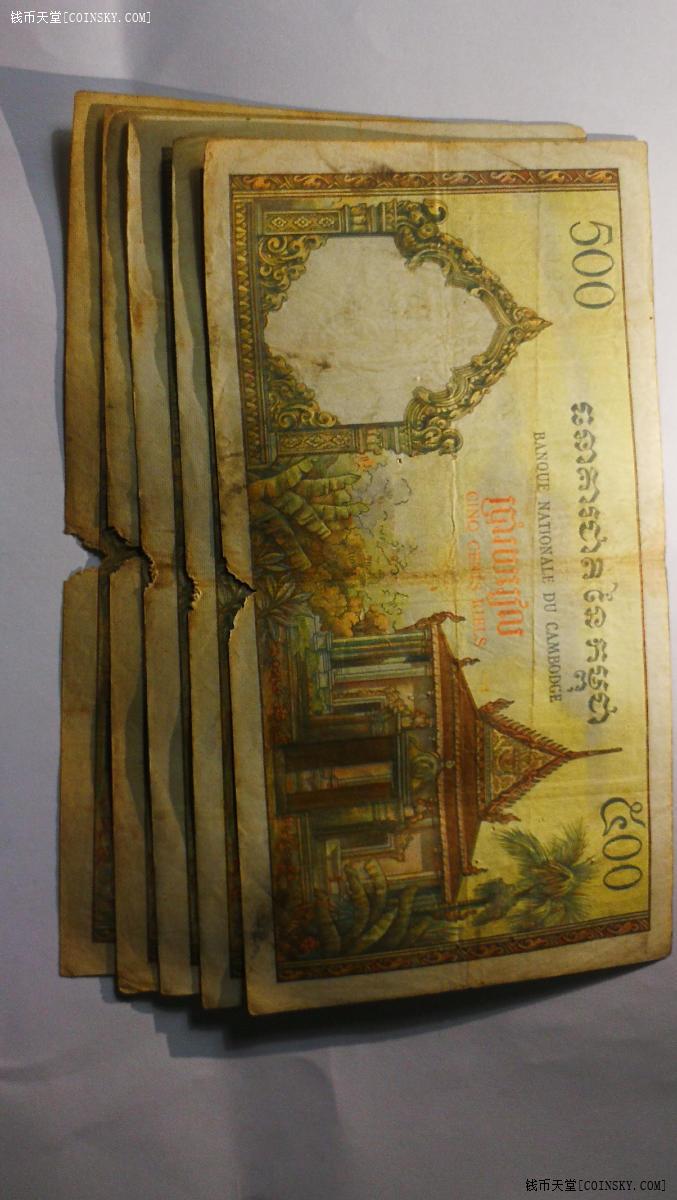 钱币天堂[COINSKY.COM]
500
ធនាគារជាតិនៃកម្ពុជា
៥00
BANQUE NATIONALE DU CAMBODGE
ប្រាំរយរៀល
CINQ CENTS RIELS
钱币天堂[COINSKY.COM]